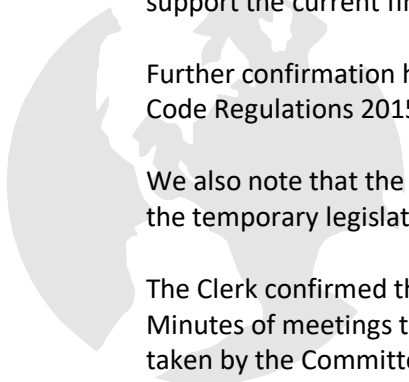 support the current fin
Further confirmation h
Code Regulations 2015
We also note that the
the temporary legislat
The Clerk confirmed th
Minutes of meetings t
taken by the Committe